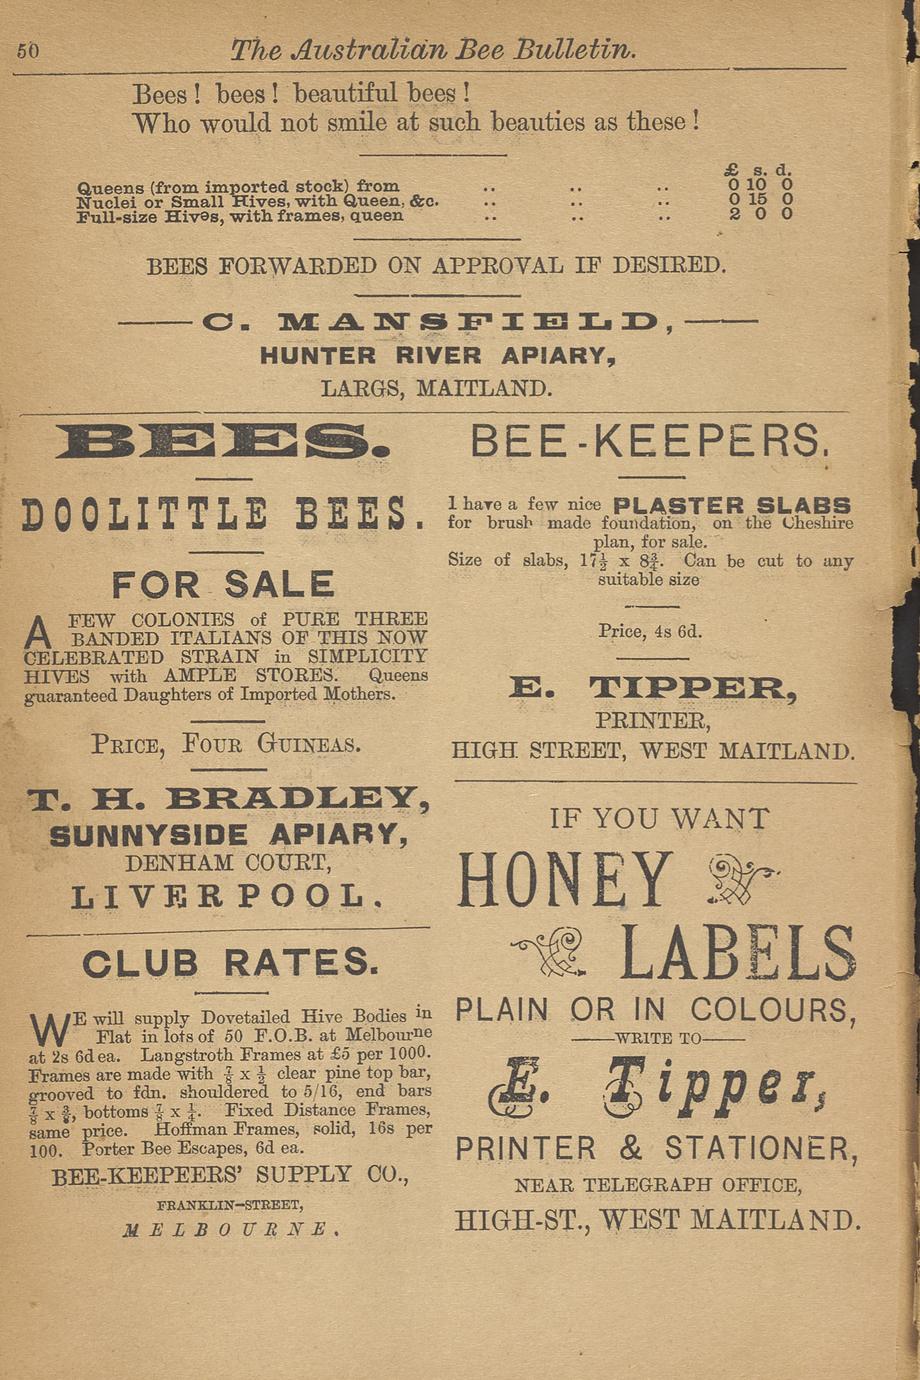 50
The Australian Bee Bulletin.
Bees ! bees ! beautiful bees !
Who would not smile at such beauties as these !
£ s. d.
Queens (from imported stock) from .. .. .. 0 10 0
Nuclei or Small Hives, with Queen, &c. .. .. .. 0 15 0
Full-size Hives, with frames, queen .. .. .. 2 0 0
BEES FORWARDED ON APPROVAL IF DESIRED.
C. MANSFIELD,
HUNTER RIVER APIARY,
LARGS, MAITLAND.
BEES.
DOOLITTLE BEES.
FOR SALE
A FEW COLONIES of PURE THREE
BANDED ITALIANS OF THIS NOW
CELEBRATED STRAIN in SIMPLICITY
HIVES with AMPLE STORES. Queens
guaranteed Daughters of Imported Mothers.
PRICE, FOUR GUINEAS.
T. H. BRADLEY,
SUNNYSIDE APIARY,
DENHAM COURT,
LIVERPOOL.
CLUB RATES.
WE will supply Dovetailed Hive Bodies in
Flat in lots of 50 F.O.B. at Melbourne
at 2s 6d ea. Langstroth Frames at £5 per 1000.
Frames are made with ⅞ x ½ clear pine top bar,
grooved to fdn. shouldered to 5/16, end bars
⅞ x ⅜, bottoms ⅞ x ¼. Fixed Distance Frames,
same price. Hoffman Frames, solid, 16s per
100. Porter Bee Escapes, 6d ea.
BEE-KEEPEERS' SUPPLY CO.,
FRANKLIN-STREET,
MELBOURNE.
BEE-KEEPERS.
I have a few nice PLASTER SLABS
for brush made foundation, on the Cheshire
plan, for sale.
Size of slabs, 17½ x 8¾. Can be cut to any
suitable size
Price, 4s 6d.
E. TIPPER,
PRINTER,
HIGH STREET, WEST MAITLAND.
IF YOU WANT
HONEY
LABELS
PLAIN OR IN COLOURS,
WRITE TO
E. Tipper,
PRINTER & STATIONER,
NEAR TELEGRAPH OFFICE,
HIGH-ST., WEST MAITLAND.